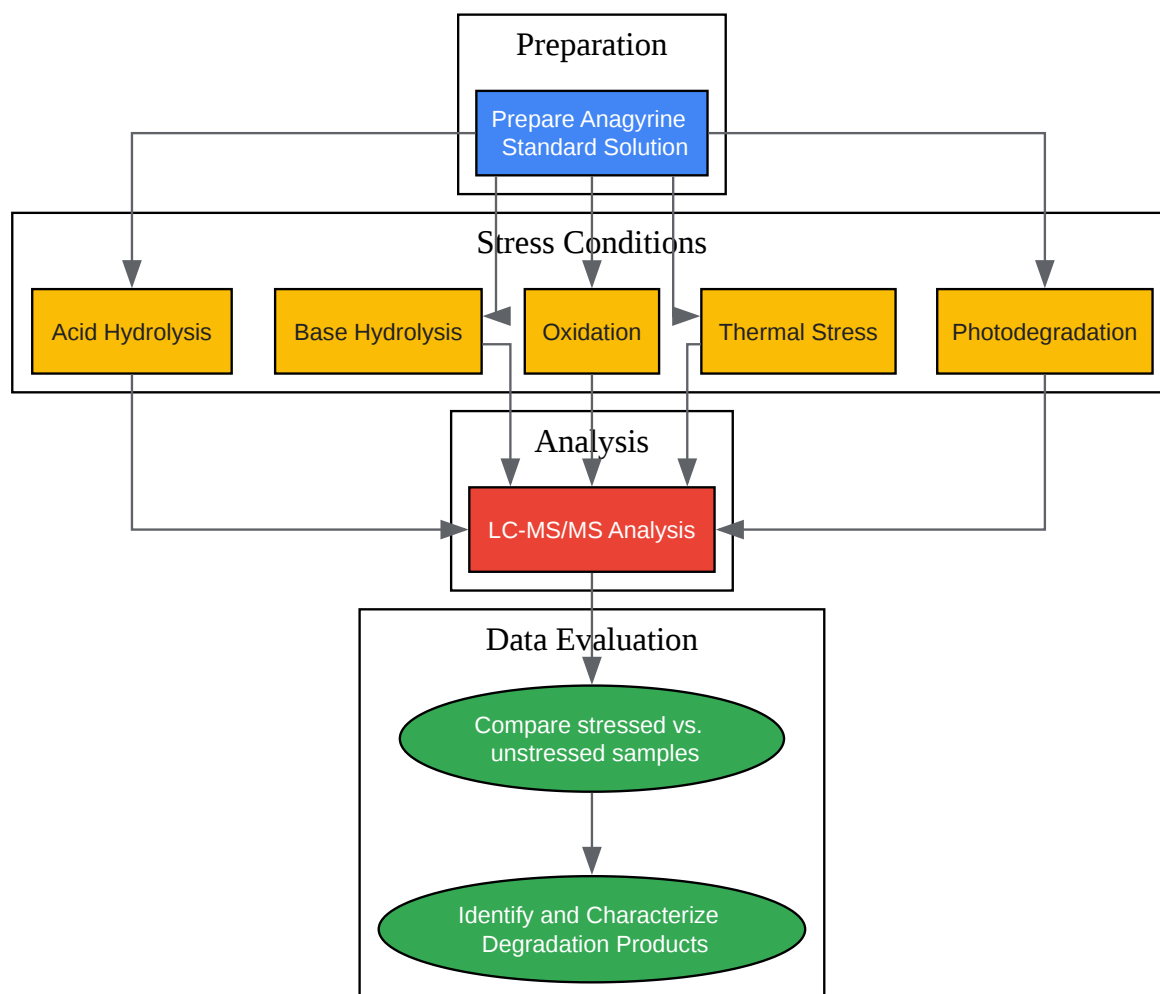 Preparation
Prepare Anagyrine
Standard Solution
Stress Conditions
Acid Hydrolysis
Base Hydrolysis
Oxidation
Thermal Stress
Photodegradation
Analysis
LC-MS/MS Analysis
Data Evaluation
Compare stressed vs.
unstressed samples
Identify and Characterize
Degradation Products